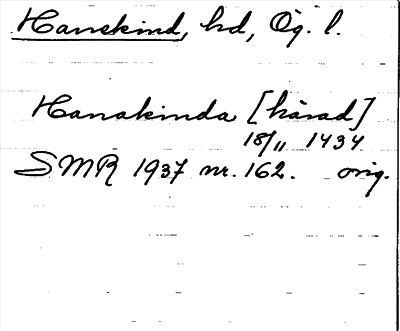 Hanekind, hd, Ög. l.
Hanakinda [härad]
18/11 1434
SMR 1937 nr. 162. orig.